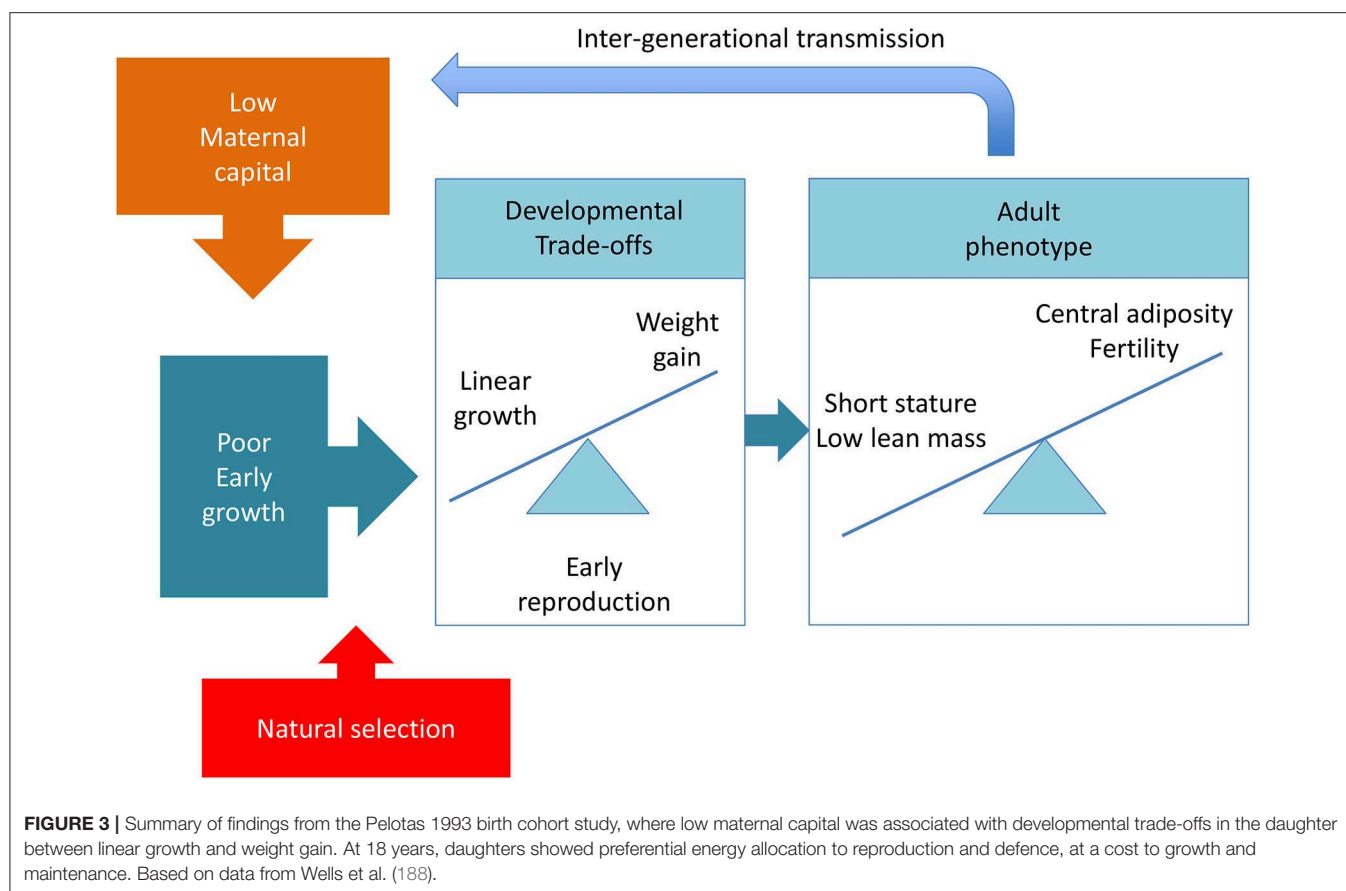 Inter-generational transmission
Low
Maternal
capital
Developmental
Trade-offs
Adult
phenotype
Weight
gain
Linear
growth
Central adiposity
Fertility
Short stature
Low lean mass
Poor
Early
growth
Early
reproduction
Natural selection
FIGURE 3 | Summary of findings from the Pelotas 1993 birth cohort study, where low maternal capital was associated with developmental trade-offs in the daughter
between linear growth and weight gain. At 18 years, daughters showed preferential energy allocation to reproduction and defence, at a cost to growth and
maintenance. Based on data from Wells et al. (188).